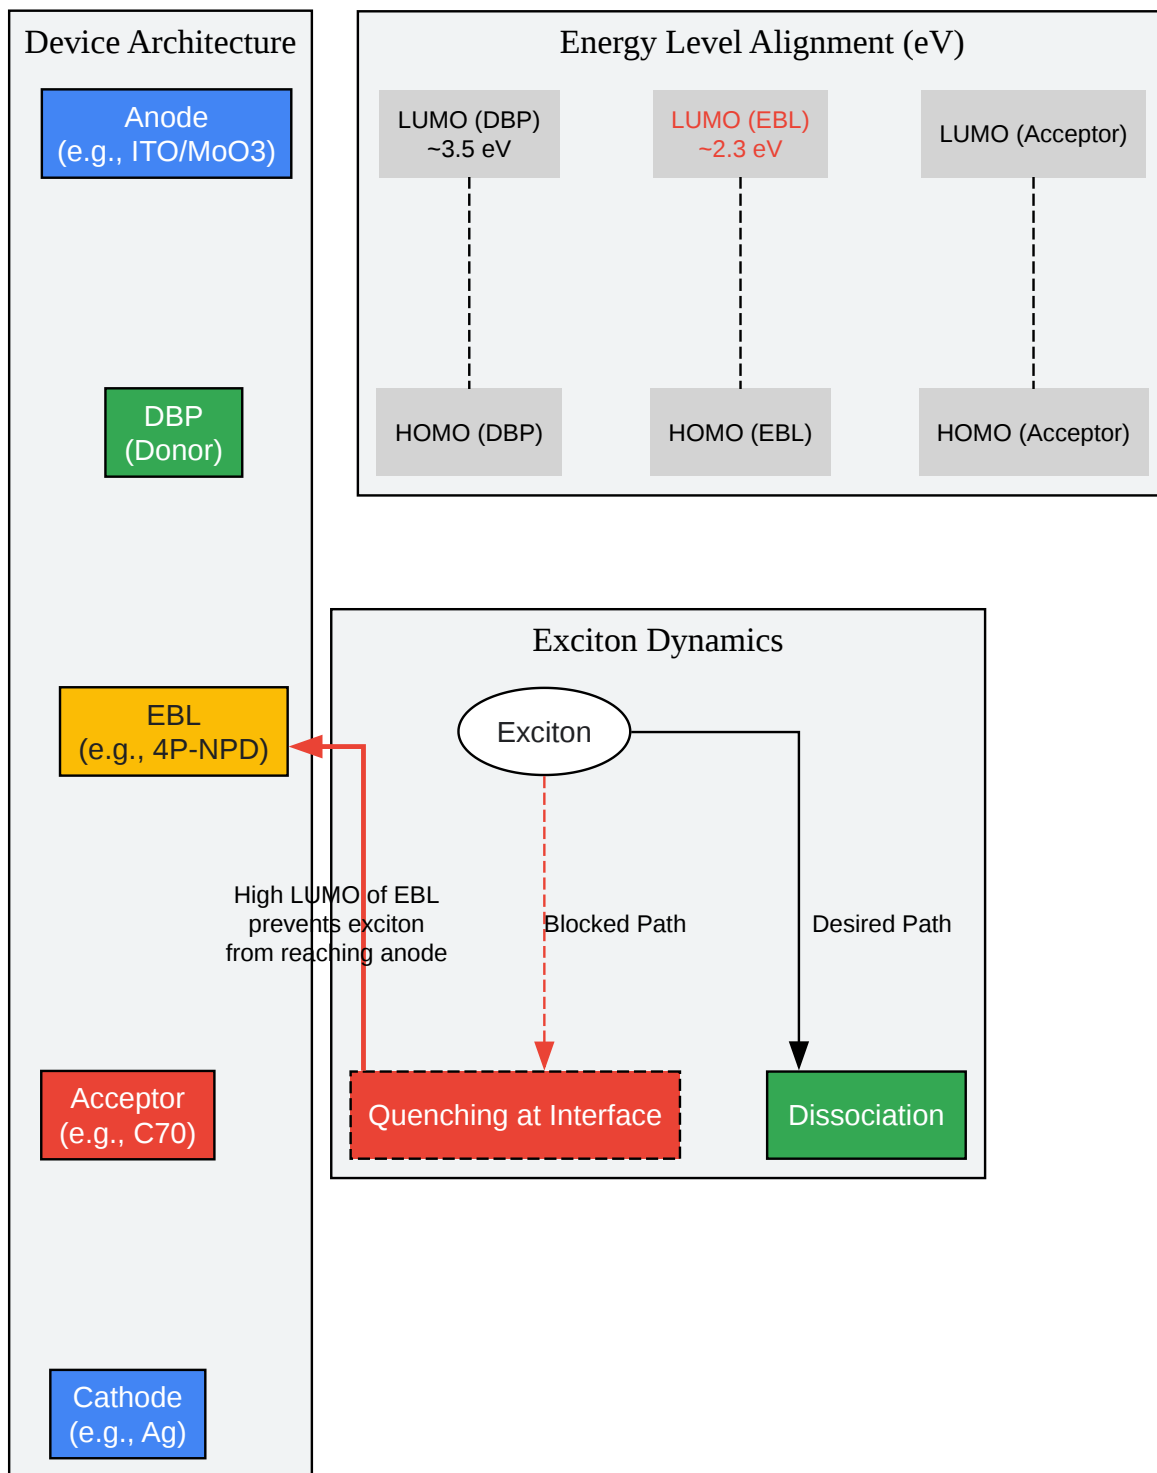 Device Architecture
Anode
(e.g., ITO/MoO3)
DBP
(Donor)
EBL
(e.g., 4P-NPD)
Acceptor
(e.g., C70)
Cathode
(e.g., Ag)
Energy Level Alignment (eV)
LUMO (DBP)
~3.5 eV
LUMO (EBL)
~2.3 eV
LUMO (Acceptor)
HOMO (DBP)
HOMO (EBL)
HOMO (Acceptor)
Exciton Dynamics
Exciton
High LUMO of EBL
prevents exciton
from reaching anode
Blocked Path
Desired Path
Quenching at Interface
Dissociation